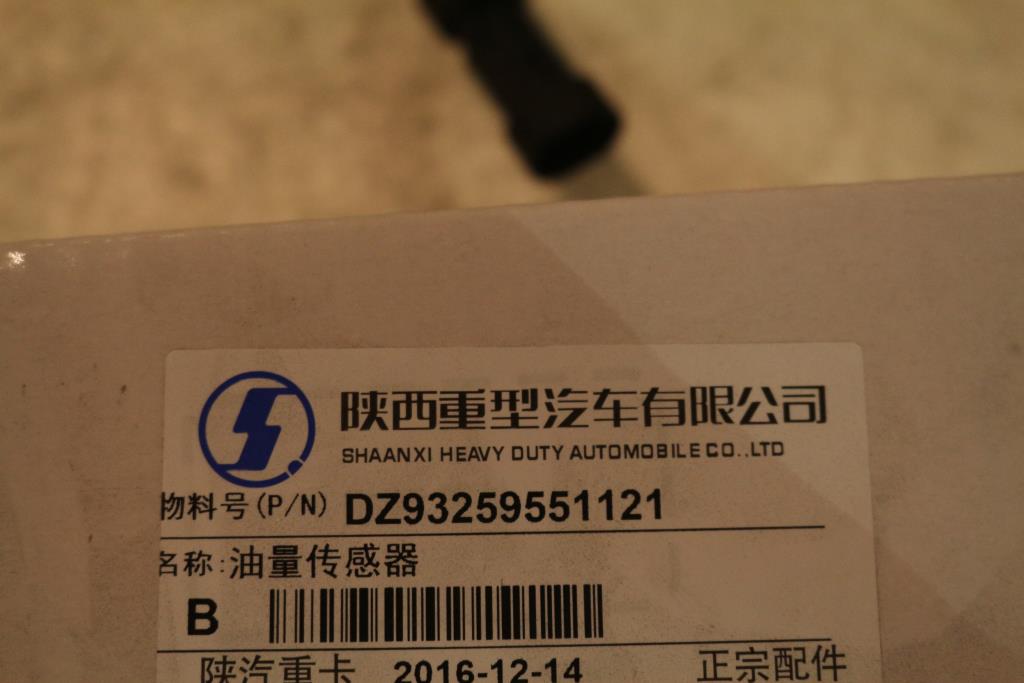 陕西重型汽车有限公司
SHAANXI HEAVY DUTY AUTOMOBILE CO.,LTD
物料号(P/N) DZ93259551121
名称:油量传感器
B
陕汽重卡 2016-12-14 正宗配件